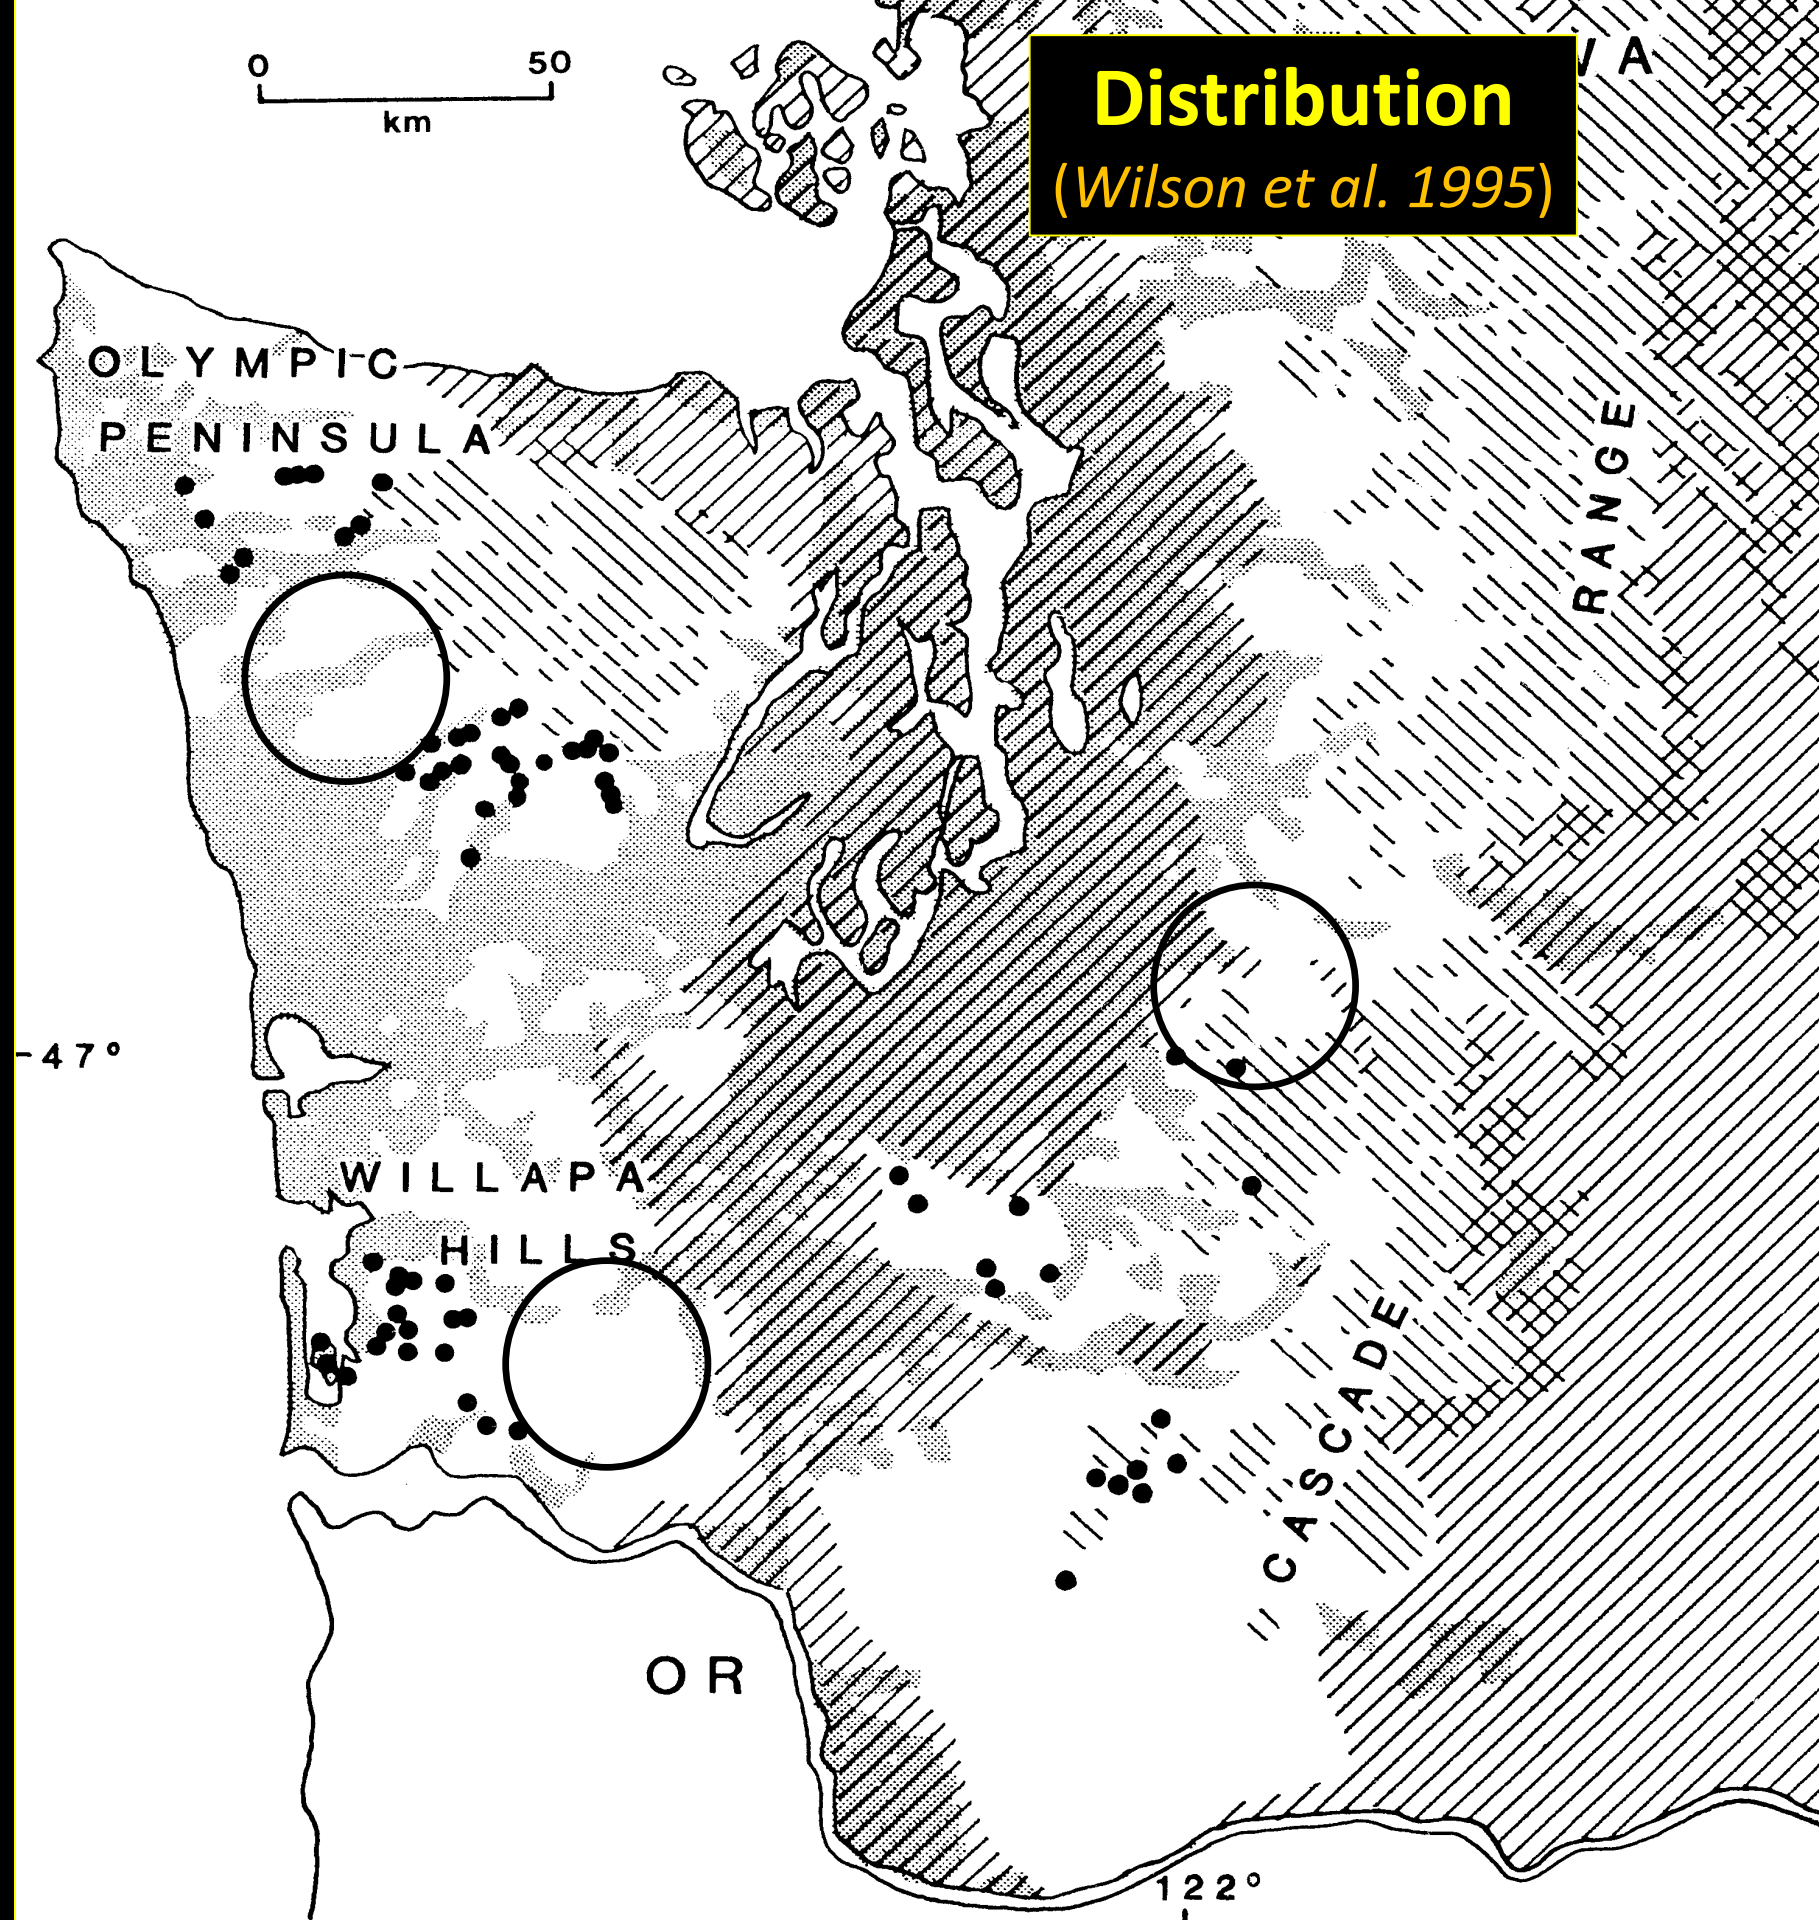 0 50
km
Distribution
(Wilson et al. 1995)
OLYMPIC
PENINSULA
RANGE
-47°
WILLAPA
HILLS
CASCADE
OR
122°